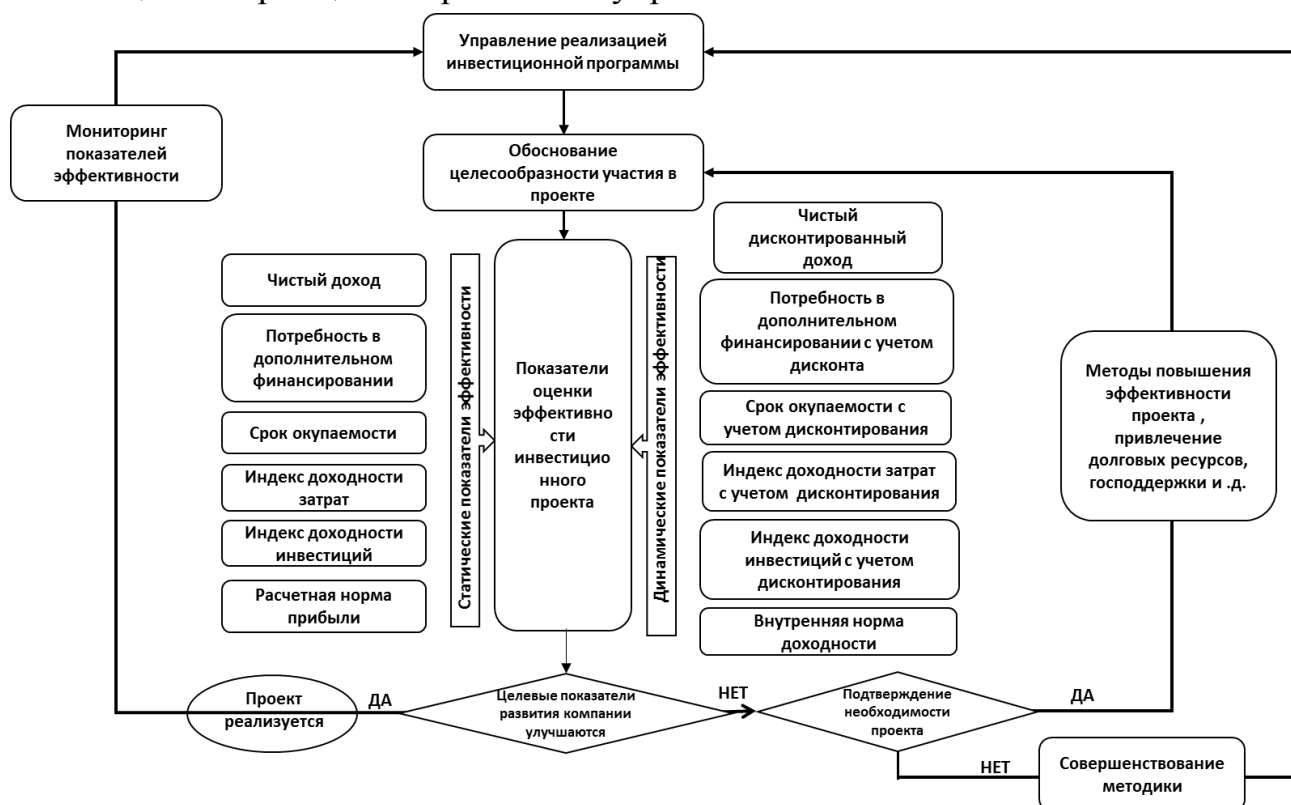 Управление реализацией
инвестиционной программы
Мониторинг
показателей
эффективности
Обоснование
целесообразности участия в
проекте
Чистый доход
Потребность в
дополнительном
финансировании
Срок окупаемости
Индекс доходности
затрат
Индекс доходности
инвестиций
Расчетная норма
прибыли
Статические показатели эффективности
Показатели
оценки
эффективно
сти
инвестицио
нного
проекта
Динамические показатели эффективности
Чистый
дисконтированный
доход
Потребность в
дополнительном
финансировании с учетом
дисконта
Срок окупаемости с
учетом дисконтирования
Индекс доходности затрат
с учетом дисконтирования
Индекс доходности
инвестиций с учетом
дисконтирования
Внутренняя норма
доходности
Методы повышения
эффективности
проекта ,
привлечение
долговых ресурсов,
господдержки и .д.
Проект
реализуется
ДА
Целевые показатели
развития компании
улучшаются
НЕТ
Подтверждение
необходимости
проекта
ДА
НЕТ
Совершенствование
методики